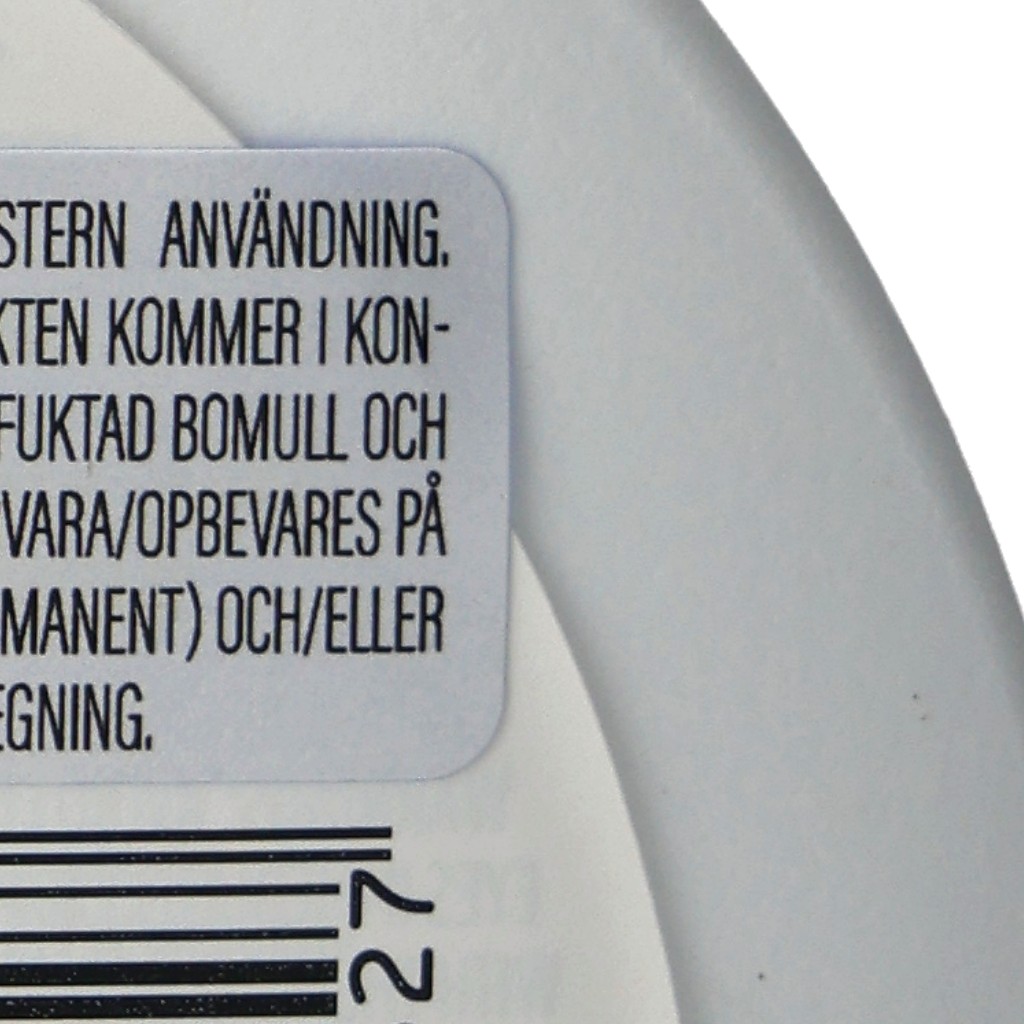 STERN ANVÄNDNING.
KTEN KOMMER I KON-
FUKTAD BOMULL OCH
VARA/OPBEVARES PÅ
MANENT) OCH/ELLER
EGNING.
27